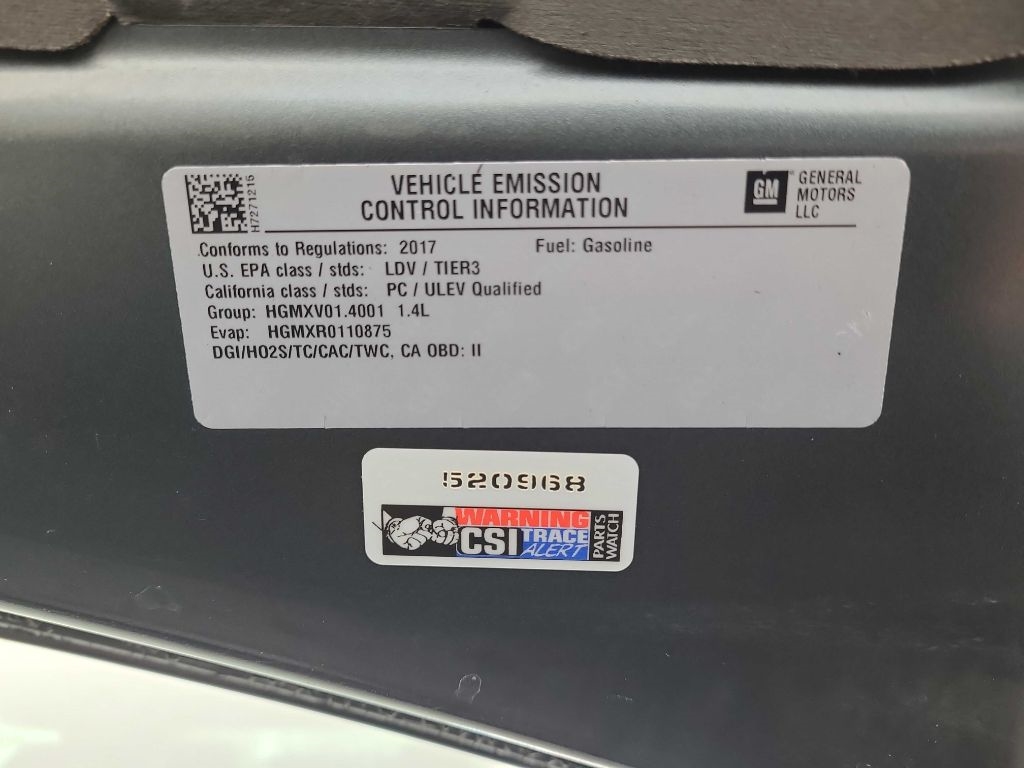 H7271215
VEHICLE EMISSION
CONTROL INFORMATION
GM
GENERAL
MOTORS
LLC
Conforms to Regulations: 2017 Fuel: Gasoline
U.S. EPA class / stds: LDV / TIER3
California class / stds: PC / ULEV Qualified
Group: HGMXV01.4001 1.4L
Evap: HGMXR0110875
DGI/HO2S/TC/CAC/TWC, CA OBD: II
520968
WARNING
CSI TRACE
ALERT
PARTS
WATCH